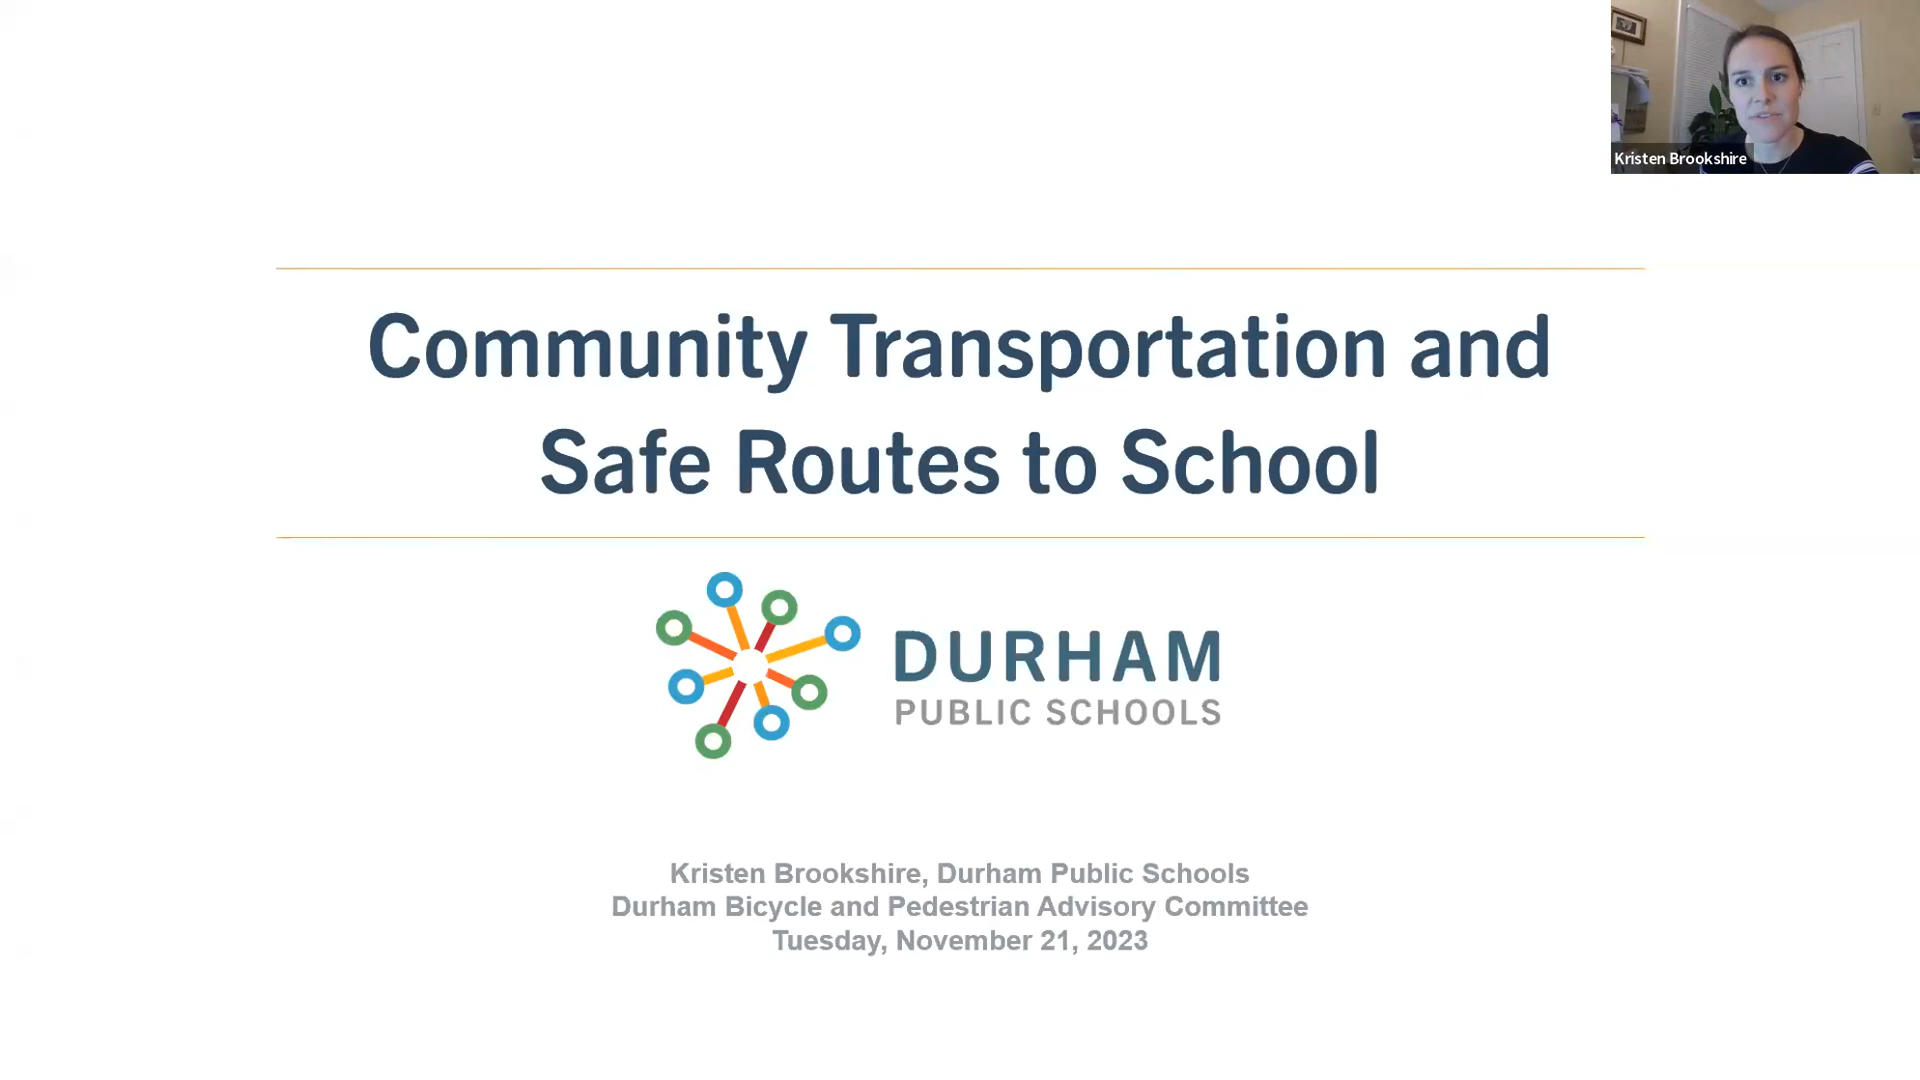 Kristen Brookshire
Community Transportation and
Safe Routes to School
DURHAM
PUBLIC SCHOOLS
Kristen Brookshire, Durham Public Schools
Durham Bicycle and Pedestrian Advisory Committee
Tuesday, November 21, 2023